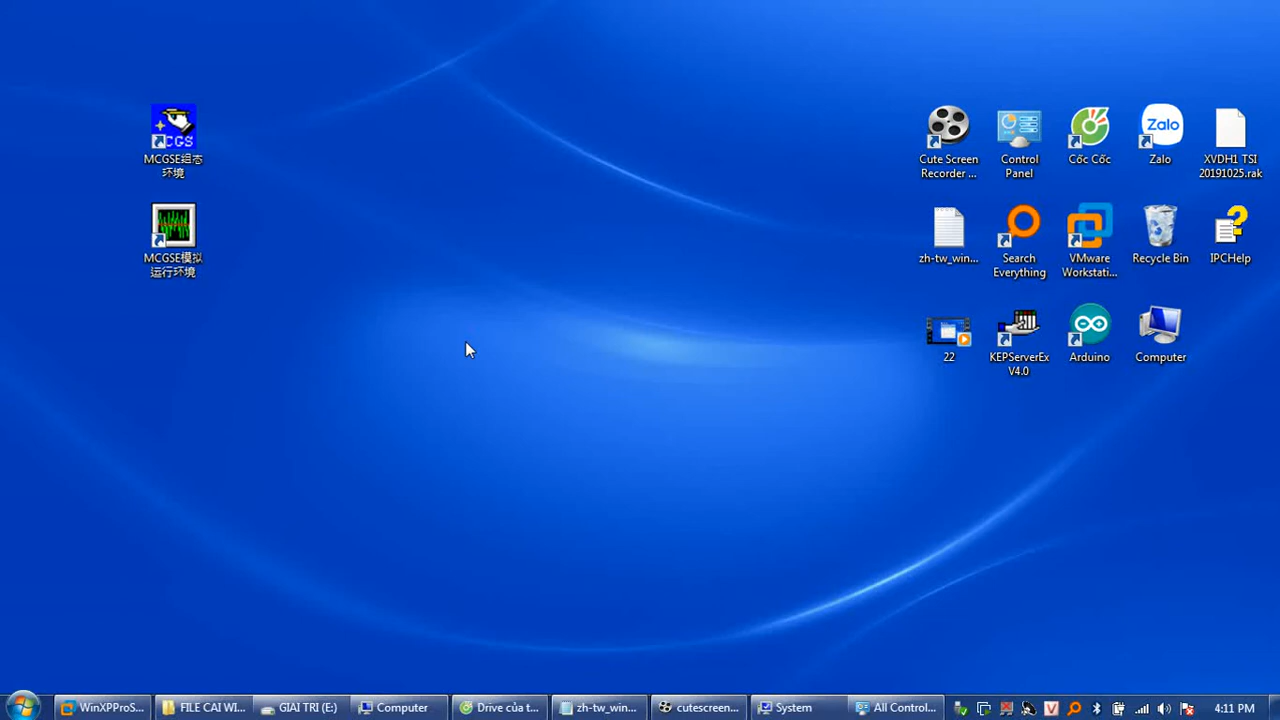 CGS
MCGSE组态
环境
MCGSE模拟
运行环境
Cute Screen
Recorder ...
Control
Panel
Cốc Cốc
Zalo
Zalo
XVDH1 TSI
20191025.rak
zh-tw_win...
Search
Everything
VMware
Workstati...
Recycle Bin
IPCHelp
22
KEPServerEx
V4.0
Arduino
Computer
WinXPProS...
FILE CAI WI...
GIAI TRI (E:)
Computer
Drive của t...
zh-tw_win...
cutescreen...
System
All Control...
V
4:11 PM